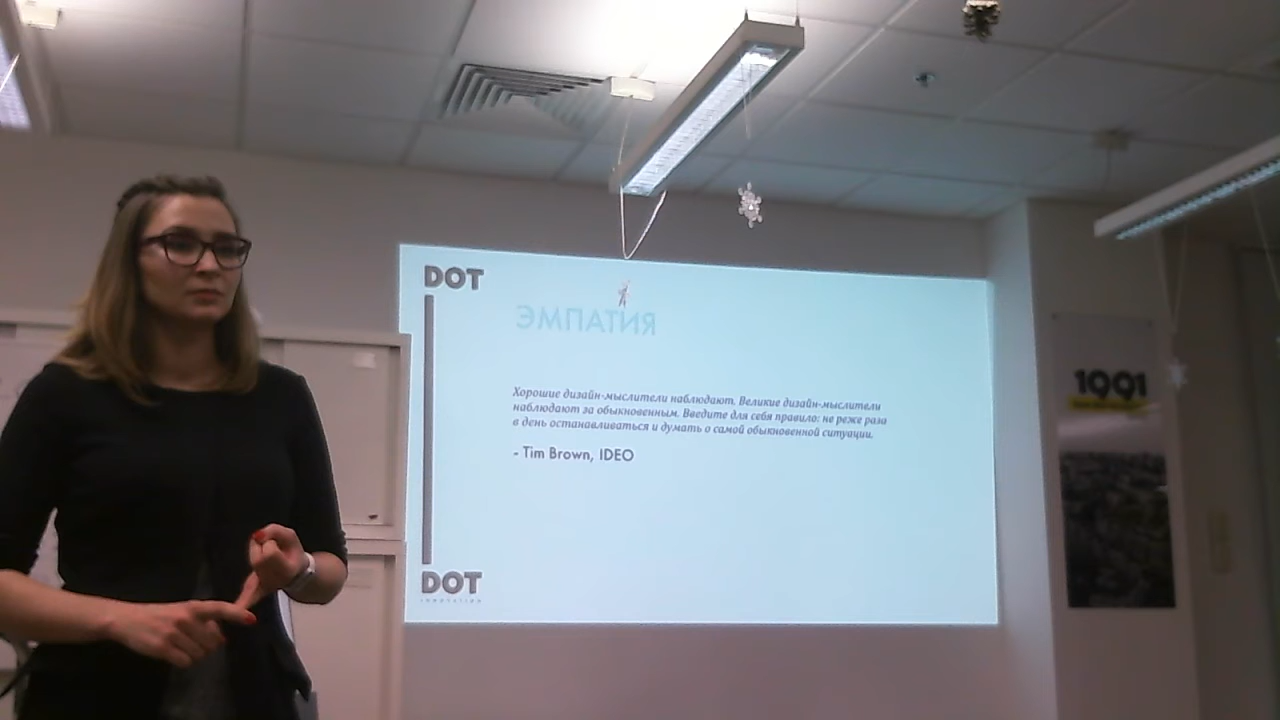 DOT
ЭМПАТИЯ
Хорошие дизайн-мыслители наблюдают. Великие дизайн-мыслители
наблюдают за обыкновенным. Введите для себя правило: не реже раза
в день останавливаться и думать о самой обыкновенной ситуации.
- Tim Brown, IDEO
DOT
INNOVATION
1991